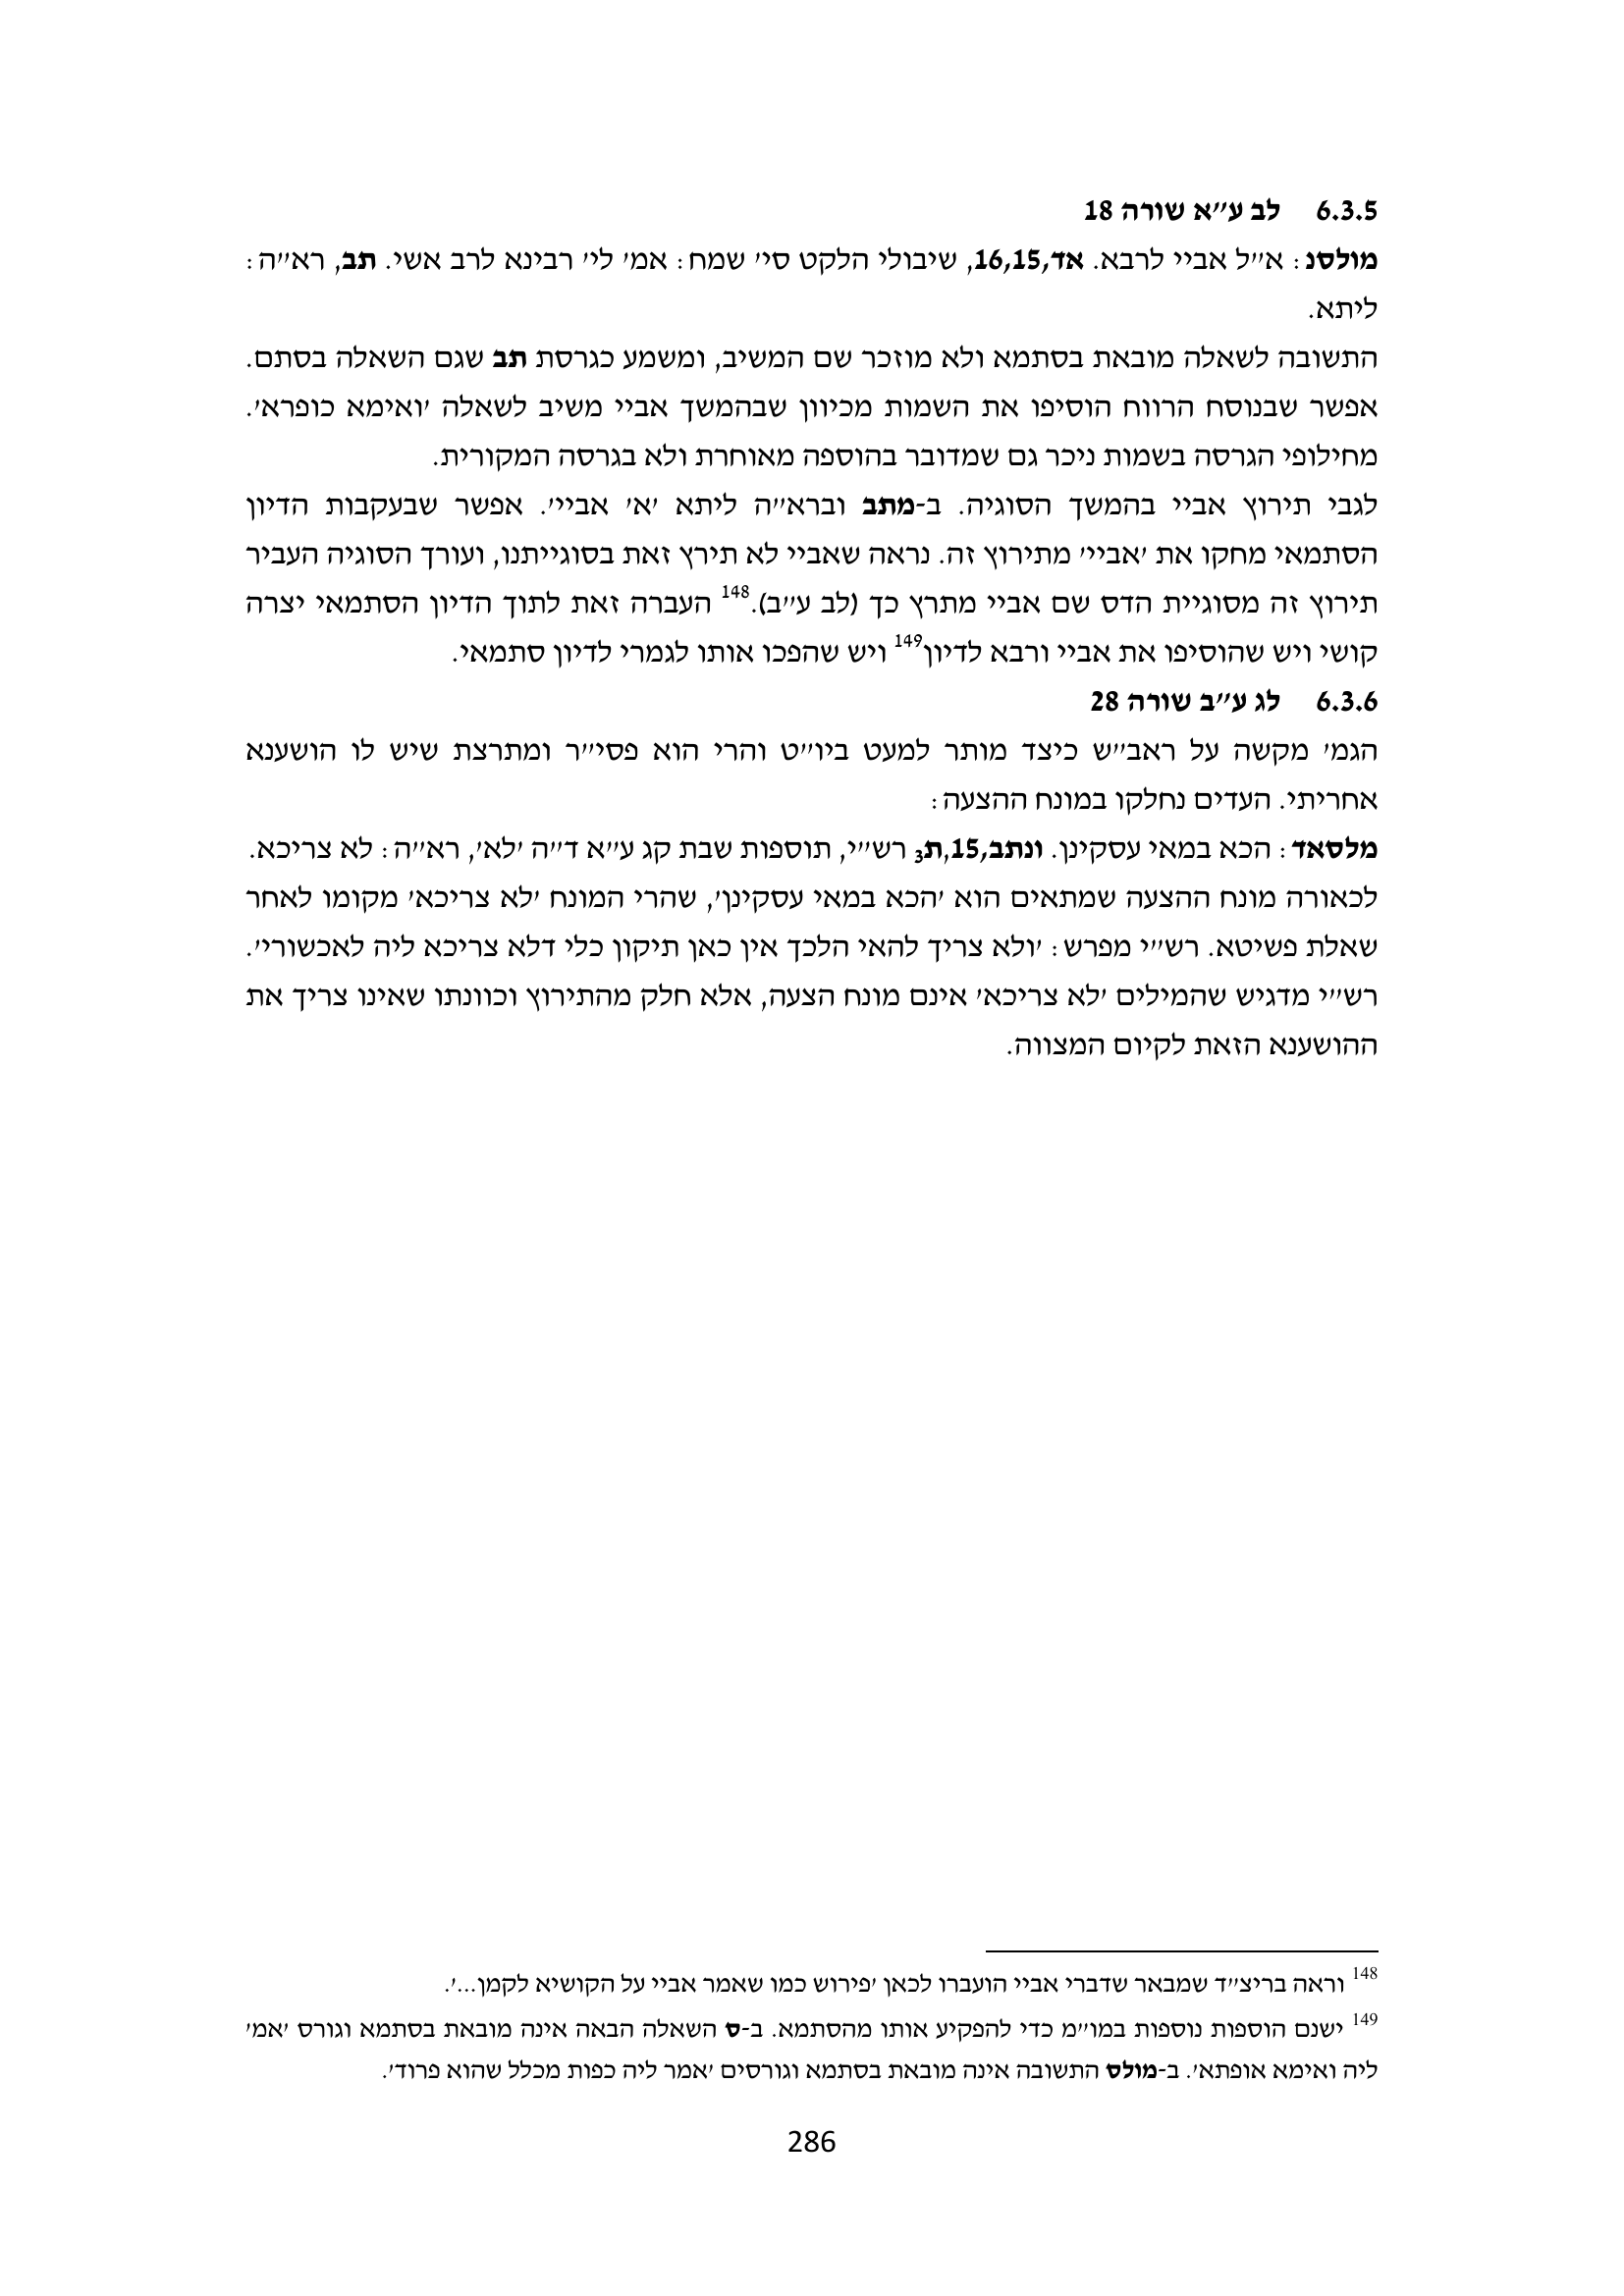 6.3.5 לב ע"א שורה 18
מולסנ: א"ל אביי לרבא. אד,16,15, שיבולי הלקט סי' שמח: אמ' לי' רבינא לרב אשי. תב, רא"ה:
ליתא.
התשובה לשאלה מובאת בסתמא ולא מוזכר שם המשיב, ומשמע כגרסת תב שגם השאלה בסתם.
אפשר שבנוסח הרווח הוסיפו את השמות מכיוון שבהמשך אביי משיב לשאלה 'ואימא כופרא'.
מחילופי הגרסה בשמות ניכר גם שמדובר בהוספה מאוחרת ולא בגרסה המקורית.
לגבי תירוץ אביי בהמשך הסוגיה. ב-מתב וברא"ה ליתא 'א' אביי'. אפשר שבעקבות הדיון
הסתמאי מחקו את 'אביי' מתירוץ זה. נראה שאביי לא תירץ זאת בסוגייתנו, ועורך הסוגיה העביר
תירוץ זה מסוגיית הדס שם אביי מתרץ כך (לב ע"ב).148 העברה זאת לתוך הדיון הסתמאי יצרה
קושי ויש שהוסיפו את אביי ורבא לדיון149 ויש שהפכו אותו לגמרי לדיון סתמאי.
6.3.6 לג ע"ב שורה 28
הגמ' מקשה על ראב"ש כיצד מותר למעט ביו"ט והרי הוא פסי"ר ומתרצת שיש לו הושענא
אחריתי. העדים נחלקו במונח ההצעה:
מלסאד: הכא במאי עסקינן. ונתב,15,ת3 רש"י, תוספות שבת קג ע"א ד"ה 'לא', רא"ה: לא צריכא.
לכאורה מונח ההצעה שמתאים הוא 'הכא במאי עסקינן', שהרי המונח 'לא צריכא' מקומו לאחר
שאלת פשיטא. רש"י מפרש: 'ולא צריך להאי הלכך אין כאן תיקון כלי דלא צריכא ליה לאכשורי'.
רש"י מדגיש שהמילים 'לא צריכא' אינם מונח הצעה, אלא חלק מהתירוץ וכוונתו שאינו צריך את
ההושענא הזאת לקיום המצווה.
148 וראה בריצ"ד שמבאר שדברי אביי הועברו לכאן 'פירוש כמו שאמר אביי על הקושיא לקמן...'.
149 ישנם הוספות נוספות במו"מ כדי להפקיע אותו מהסתמא. ב-ס השאלה הבאה אינה מובאת בסתמא וגורס 'אמ'
ליה ואימא אופתא'. ב-מולס התשובה אינה מובאת בסתמא וגורסים 'אמר ליה כפות מכלל שהוא פרוד'.
286